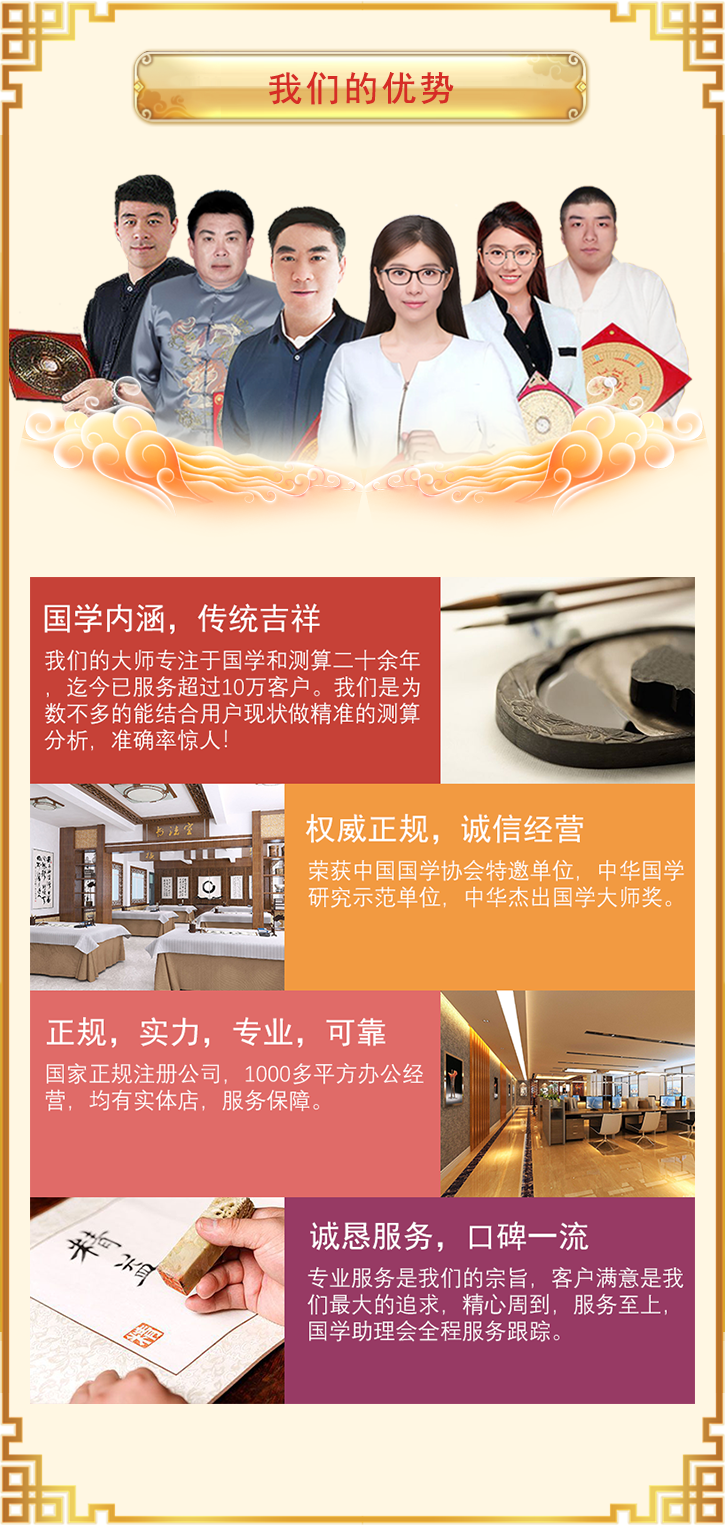 我们的优势
国学内涵，传统吉祥
我们的大师专注于国学和测算二十余年
，迄今已服务超过10万客户。我们是为
数不多的能结合用户现状做精准的测算
分析，准确率惊人！
书法室
权威正规，诚信经营
荣获中国国学协会特邀单位，中华国学
研究示范单位，中华杰出国学大师奖。
正规，实力，专业，可靠
国家正规注册公司，1000多平方办公经
营，均有实体店，服务保障。
精益
诚恳服务，口碑一流
专业服务是我们的宗旨，客户满意是我
们最大的追求，精心周到，服务至上，
国学助理会全程服务跟踪。